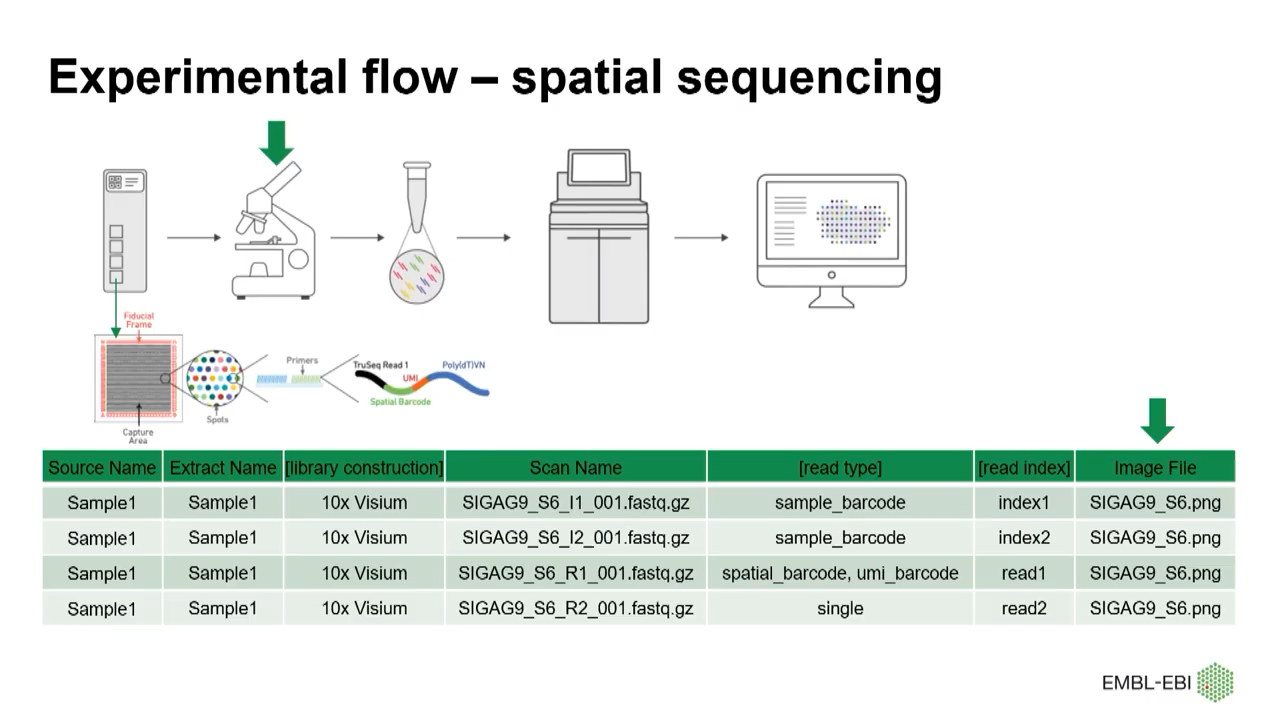 Experimental flow – spatial sequencing
Fiducial
Frame
Capture
Area
Spots
Primers
TruSeq Read 1
UMI
Spatial Barcode
Poly(dT)VN
Source Name Extract Name [library construction] Scan Name [read type] [read index] Image File
Sample1 Sample1 10x Visium SIGAG9_S6_I1_001.fastq.gz sample_barcode index1 SIGAG9_S6.png
Sample1 Sample1 10x Visium SIGAG9_S6_I2_001.fastq.gz sample_barcode index2 SIGAG9_S6.png
Sample1 Sample1 10x Visium SIGAG9_S6_R1_001.fastq.gz spatial_barcode, umi_barcode read1 SIGAG9_S6.png
Sample1 Sample1 10x Visium SIGAG9_S6_R2_001.fastq.gz single read2 SIGAG9_S6.png
EMBL-EBI